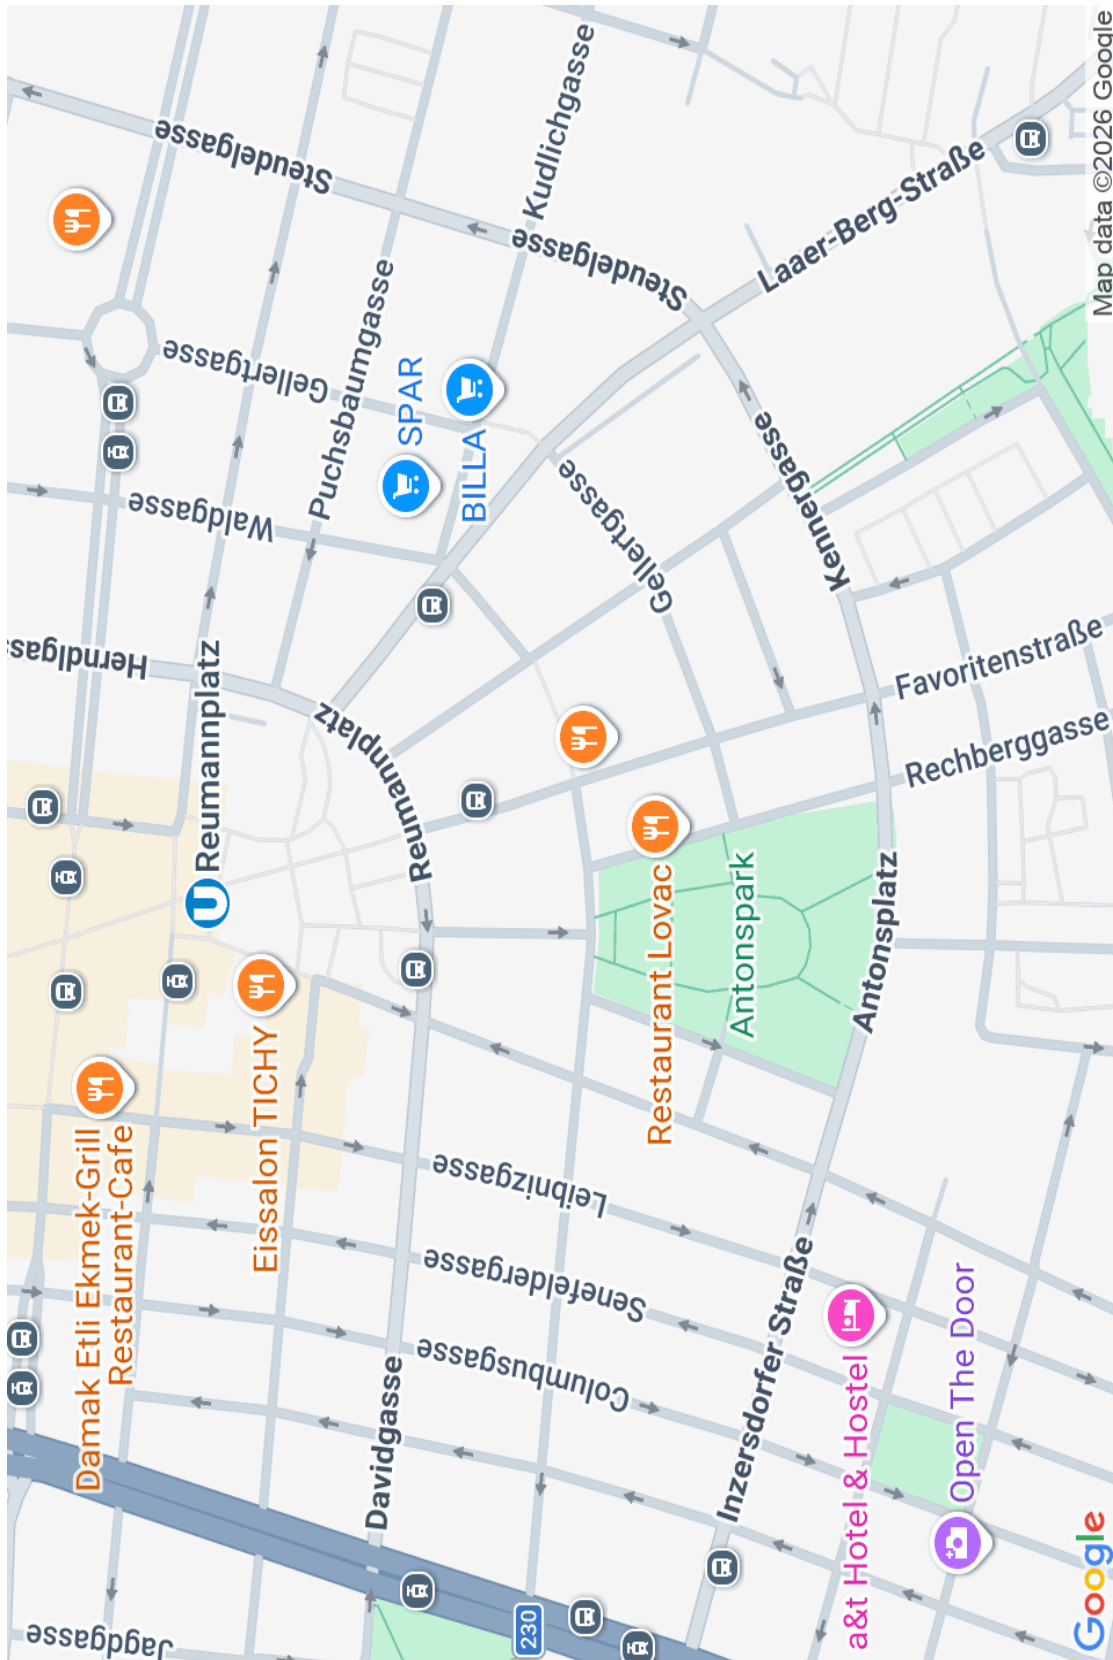 Jagdgasse
Damak Etli Ekmek-Grill
Restaurant-Cafe
Eissalon TICHY
U
Reumannplatz
Herndlgass
Waldgasse
Gellertgasse
Steudelgasse
Puchsbaumgasse
SPAR
BILLA
Kudlichgasse
Steudelgasse
Davidgasse
Columbusgasse
Senefeldergasse
Leibnizgasse
Reumannplatz
230
Restaurant Lovac
Antonspark
Gellertgasse
Laaer-Berg-Straße
Kennergasse
Inzersdorfer Straße
Antonsplatz
Favoritenstraße
Rechberggasse
a&t Hotel & Hostel
Open The Door
Google
Map data ©2026 Google